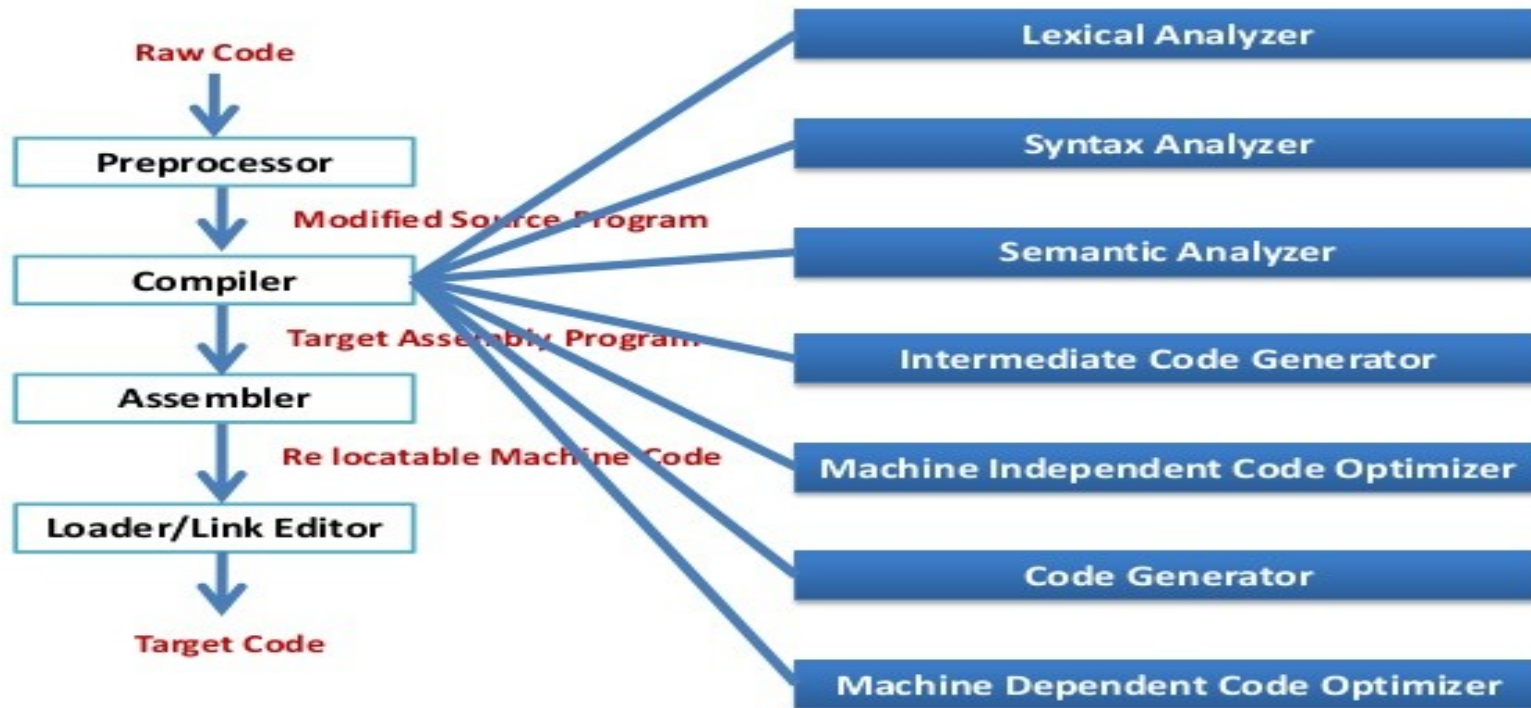 Raw Code
Preprocessor
Modified Source Program
Compiler
Target Assembly Program
Assembler
Re locatable Machine Code
Loader/Link Editor
Target Code
Lexical Analyzer
Syntax Analyzer
Semantic Analyzer
Intermediate Code Generator
Machine Independent Code Optimizer
Code Generator
Machine Dependent Code Optimizer